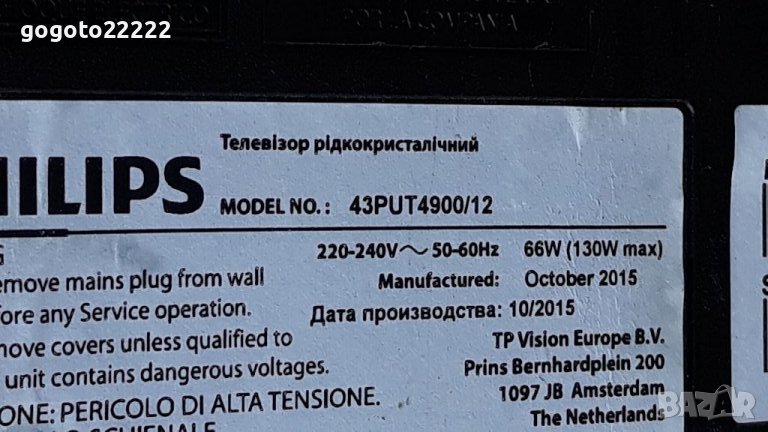 gogoto22222
Телевізор рідкокристалічний
HILIPS
MODEL NO.: 43PUT4900/12
220-240V～ 50-60Hz 66W (130W max)
emove mains plug from wall
Manufactured: October 2015
fore any Service operation.
Дата производства: 10/2015
move covers unless qualified to
TP Vision Europe B.V.
unit contains dangerous voltages.
Prins Bernhardplein 200
1097 JB Amsterdam
ONE: PERICOLO DI ALTA TENSIONE.
The Netherlands
BAZAR